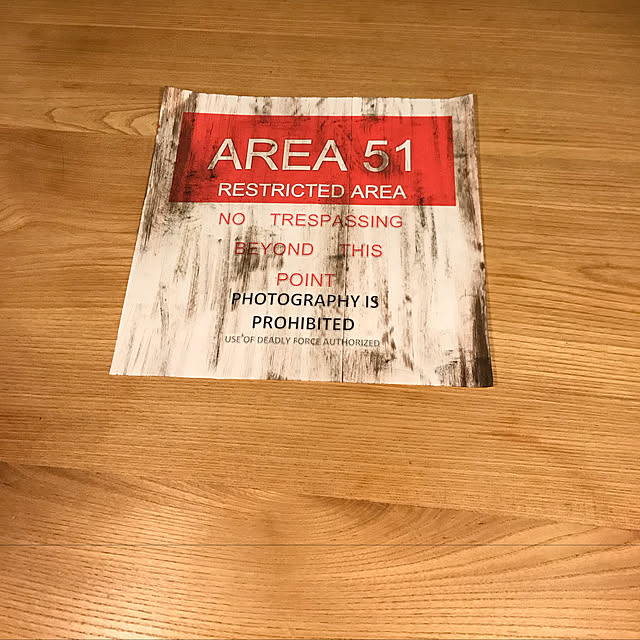 AREA 51
RESTRICTED AREA
NO TRESPASSING
BEYOND THIS
POINT
PHOTOGRAPHY IS
PROHIBITED
USE OF DEADLY FORCE AUTHORIZED